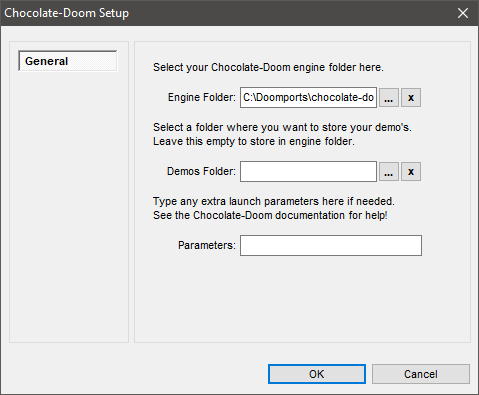 Chocolate-Doom Setup
General
Select your Chocolate-Doom engine folder here.
Engine Folder: C:\Doomports\chocolate-do ... x
Select a folder where you want to store your demo's.
Leave this empty to store in engine folder.
Demos Folder: ... x
Type any extra launch parameters here if needed.
See the Chocolate-Doom documentation for help!
Parameters:
OK Cancel